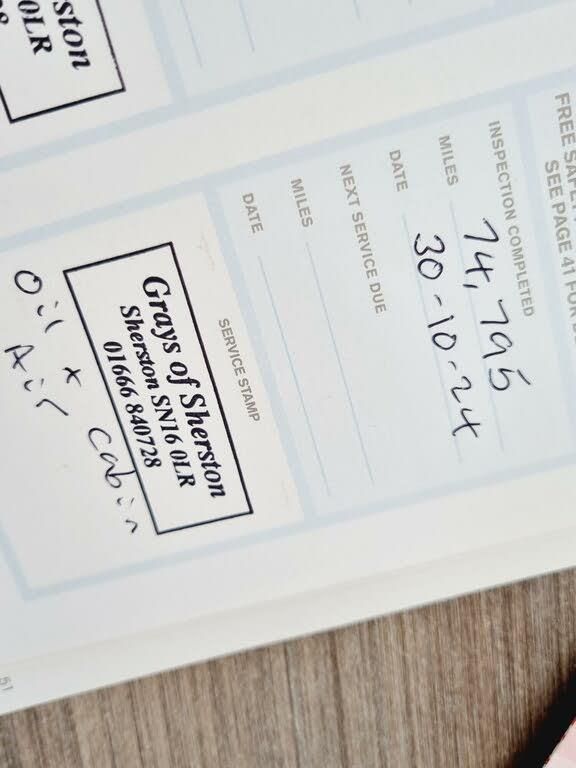 ston
0LR
FREE SAFE
SEE PAGE 41 FOR
INSPECTION COMPLETED
MILES 74,795
DATE 30-10-24
NEXT SERVICE DUE
MILES
DATE
SERVICE STAMP
Grays of Sherston
Sherston SN16 0LR
01666 840728
Oil x cabin
Air
51